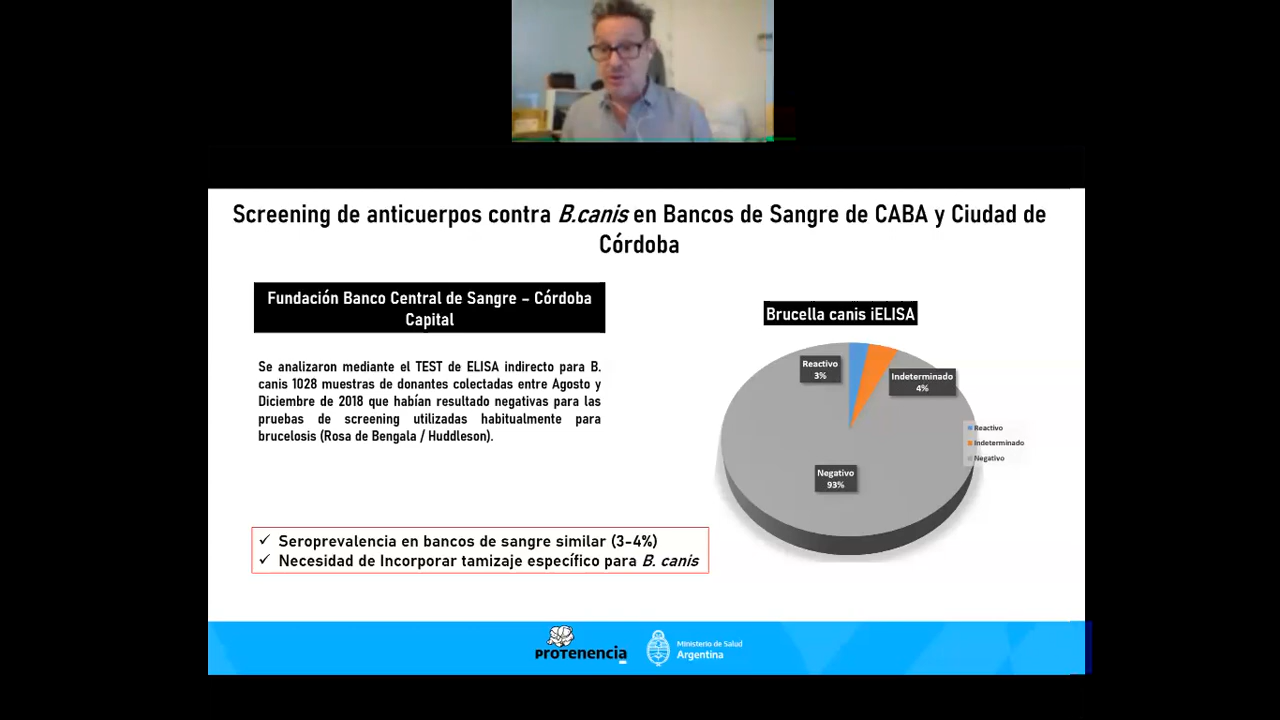 Screening de anticuerpos contra B.canis en Bancos de Sangre de CABA y Ciudad de
Córdoba
Fundación Banco Central de Sangre – Córdoba
Capital
Se analizaron mediante el TEST de ELISA indirecto para B.
canis 1028 muestras de donantes colectadas entre Agosto y
Diciembre de 2018 que habían resultado negativas para las
pruebas de screening utilizadas habitualmente para
brucelosis (Rosa de Bengala / Huddleson).
✓ Seroprevalencia en bancos de sangre similar (3-4%)
✓ Necesidad de Incorporar tamizaje específico para B. canis
Brucella canis iELISA
Reactivo
3%
Indeterminado
4%
Negativo
93%
Reactivo
Indeterminado
Negativo
PROTENENCIA
Ministerio de Salud
Argentina